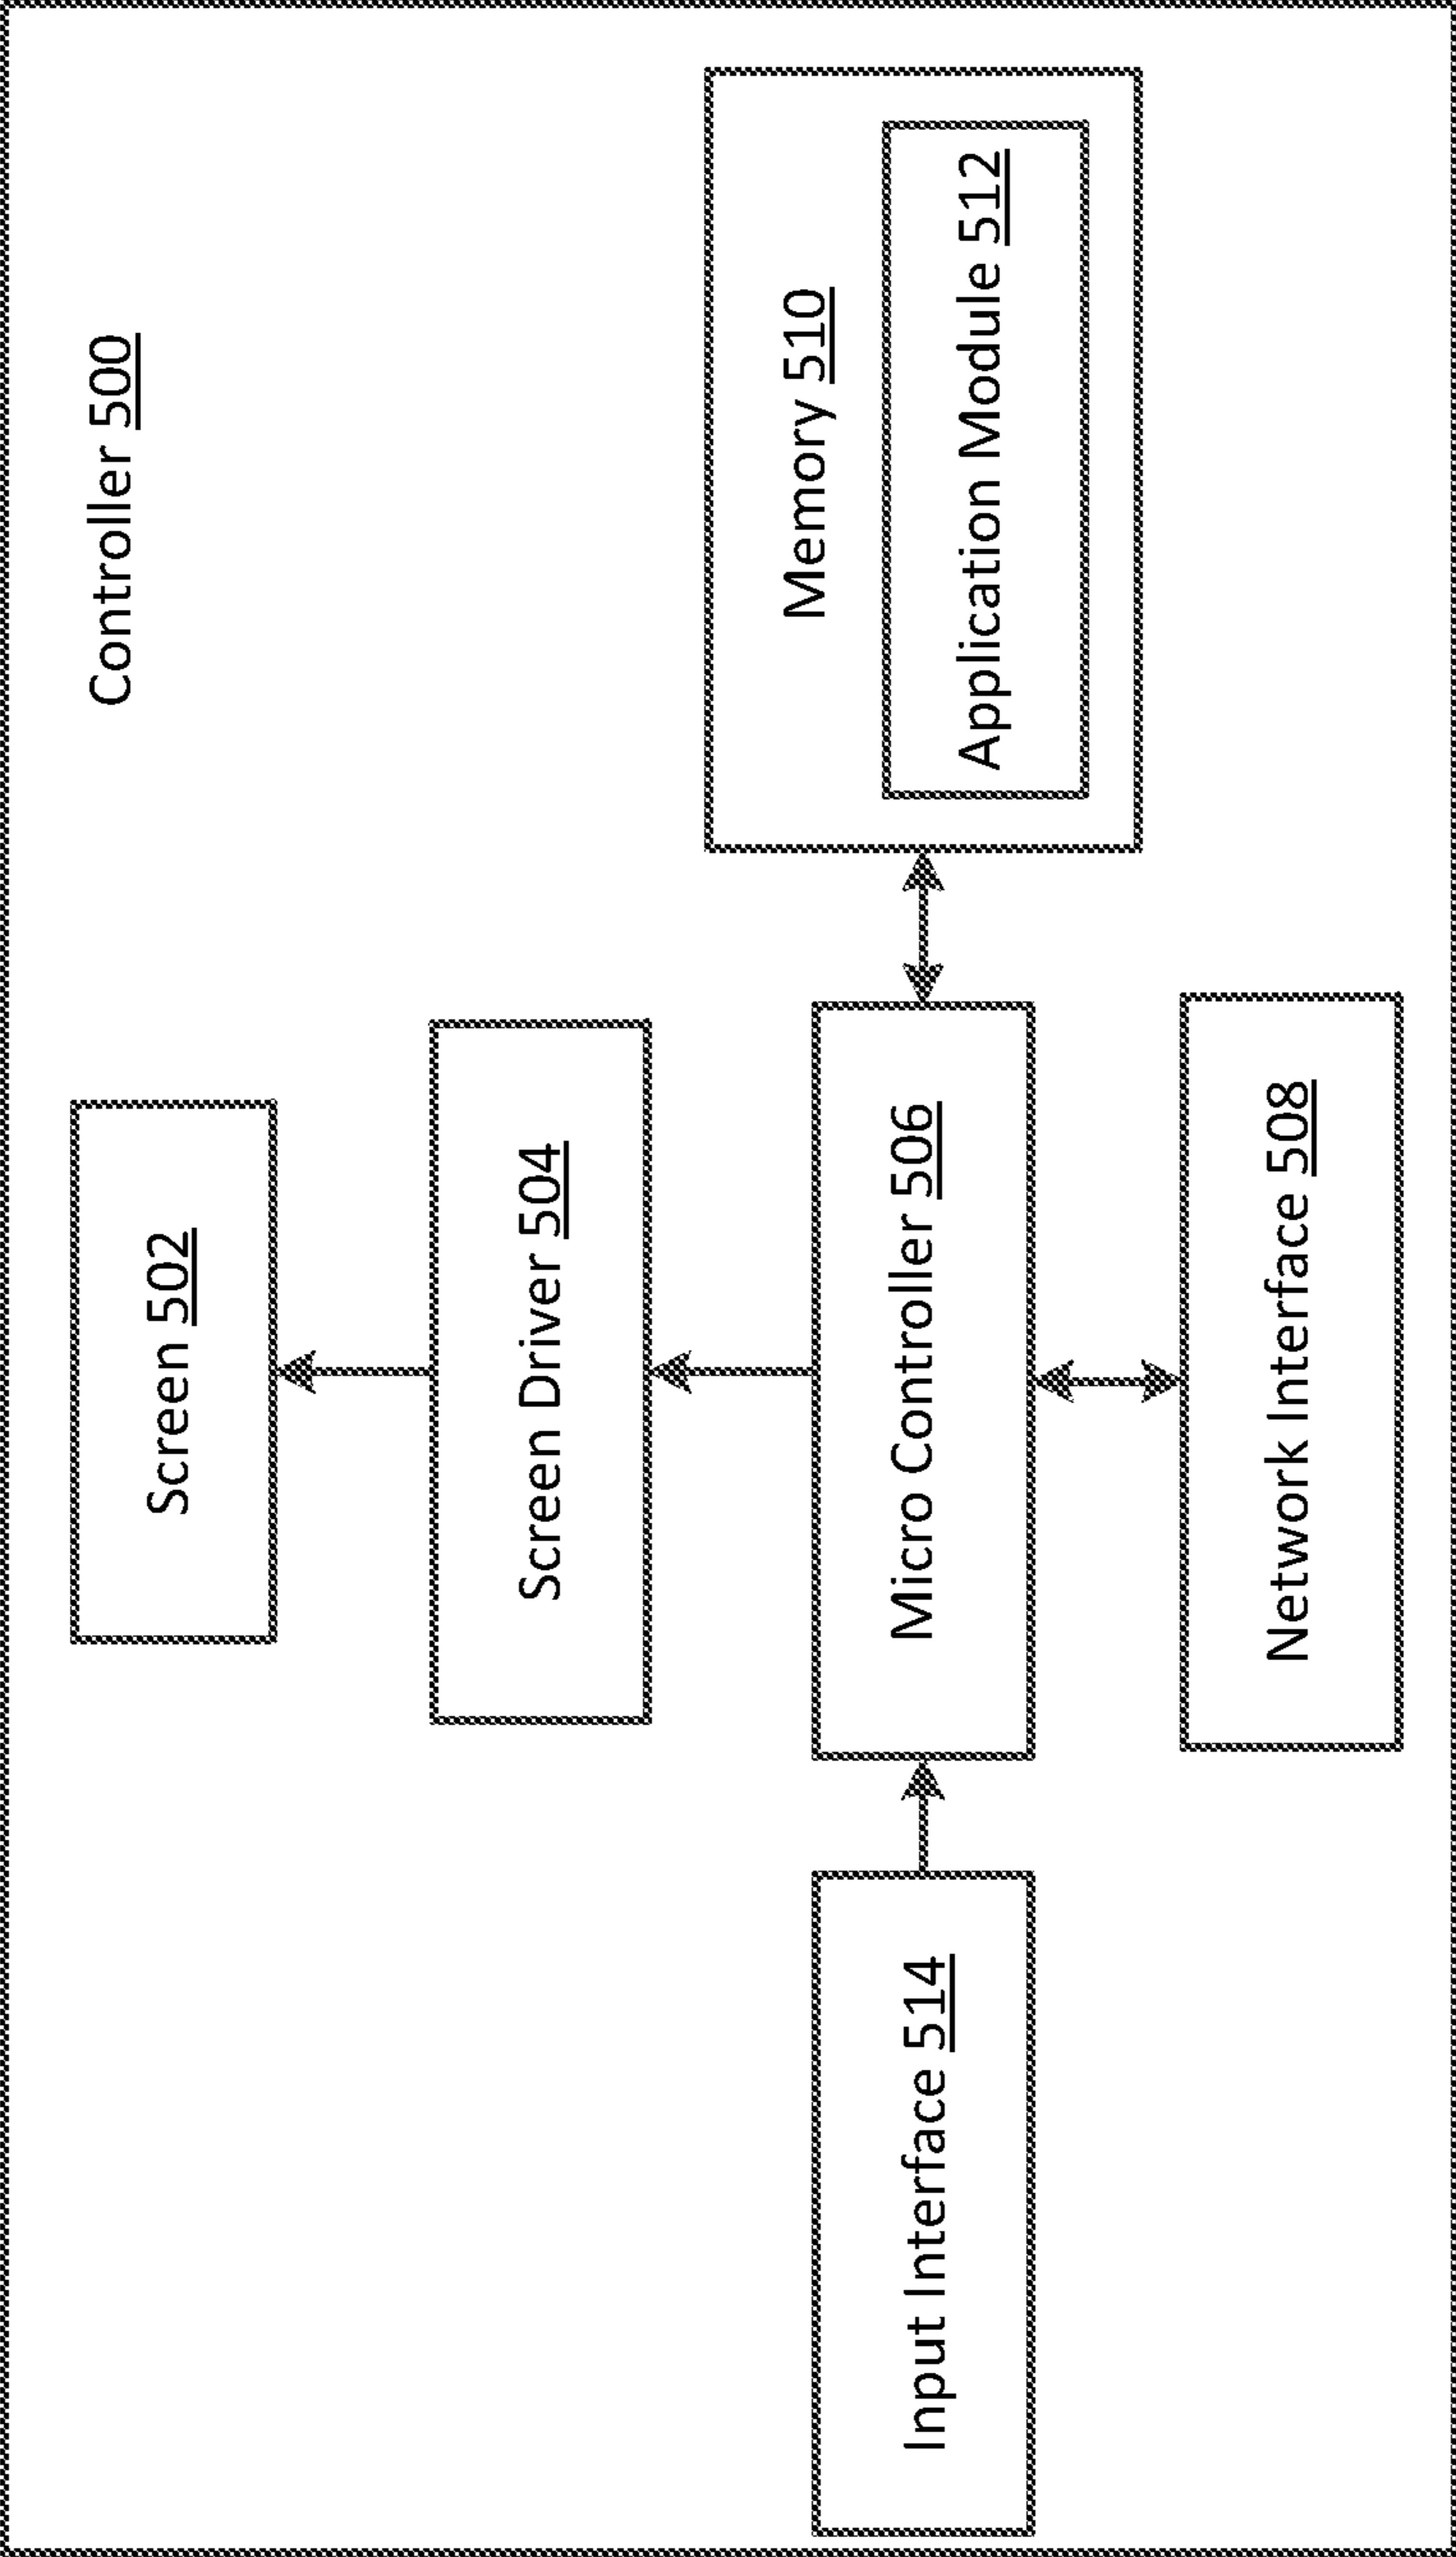 Controller 500
Screen 502
Screen Driver 504
Memory 510
Application Module 512
Input Interface 514
Micro Controller 506
Network Interface 508